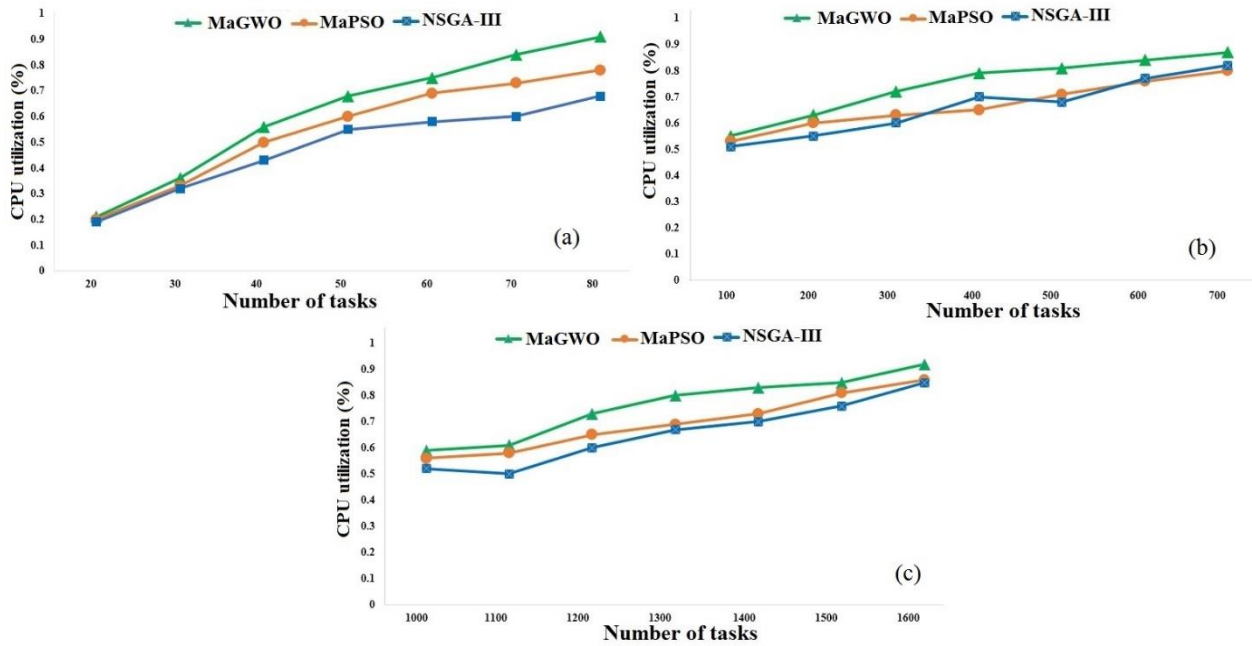 MaGWO MaPSO NSGA-III
CPU utilization (%)
1
0.9
0.8
0.7
0.6
0.5
0.4
0.3
0.2
0.1
0
(a)
20 30 40 50 60 70 80
Number of tasks
MaGWO MaPSO NSGA-III
CPU utilization (%)
1
0.9
0.8
0.7
0.6
0.5
0.4
0.3
0.2
0.1
0
(b)
100 200 300 400 500 600 700
Number of tasks
MaGWO MaPSO NSGA-III
CPU utilization (%)
1
0.9
0.8
0.7
0.6
0.5
0.4
0.3
0.2
0.1
0
(c)
1000 1100 1200 1300 1400 1500 1600
Number of tasks